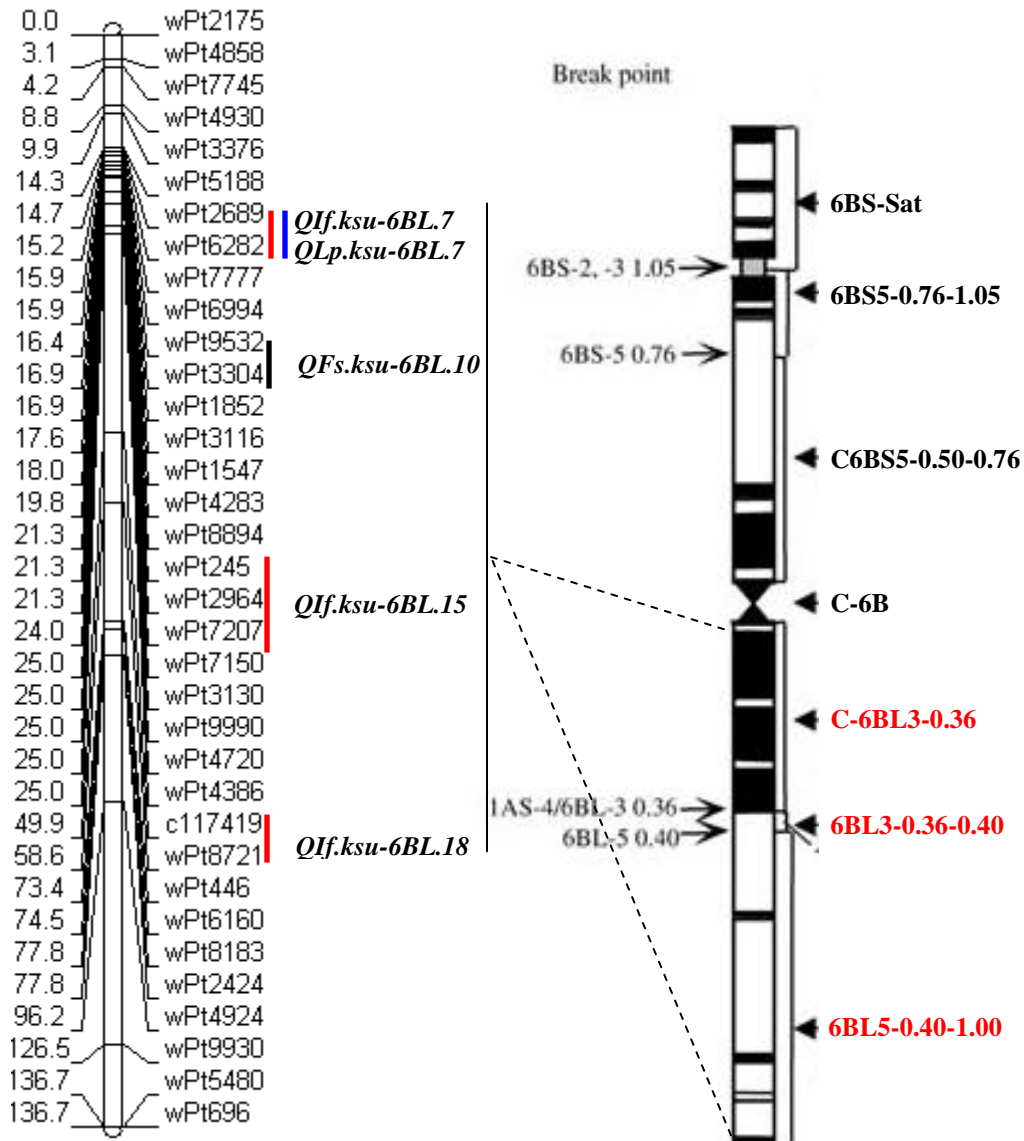 0.0 wPt2175
3.1 wPt4858
4.2 wPt7745
8.8 wPt4930
9.9 wPt3376
14.3 wPt5188
14.7 wPt2689
15.2 wPt6282
15.9 wPt7777
15.9 wPt6994
16.4 wPt9532
16.9 wPt3304
16.9 wPt1852
17.6 wPt3116
18.0 wPt1547
19.8 wPt4283
21.3 wPt8894
21.3 wPt245
21.3 wPt2964
24.0 wPt7207
25.0 wPt7150
25.0 wPt3130
25.0 wPt9990
25.0 wPt4720
25.0 wPt4386
49.9 c117419
58.6 wPt8721
73.4 wPt446
74.5 wPt6160
77.8 wPt8183
77.8 wPt2424
96.2 wPt4924
126.5 wPt9930
136.7 wPt5480
136.7 wPt696
QIf.ksu-6BL.7
QLp.ksu-6BL.7
QFs.ksu-6BL.10
QIf.ksu-6BL.15
QIf.ksu-6BL.18
Break point
6BS-2, -3 1.05
6BS-5 0.76
1AS-4/6BL-3 0.36
6BL-5 0.40
6BS-Sat
6BS5-0.76-1.05
C6BS5-0.50-0.76
C-6B
C-6BL3-0.36
6BL3-0.36-0.40
6BL5-0.40-1.00